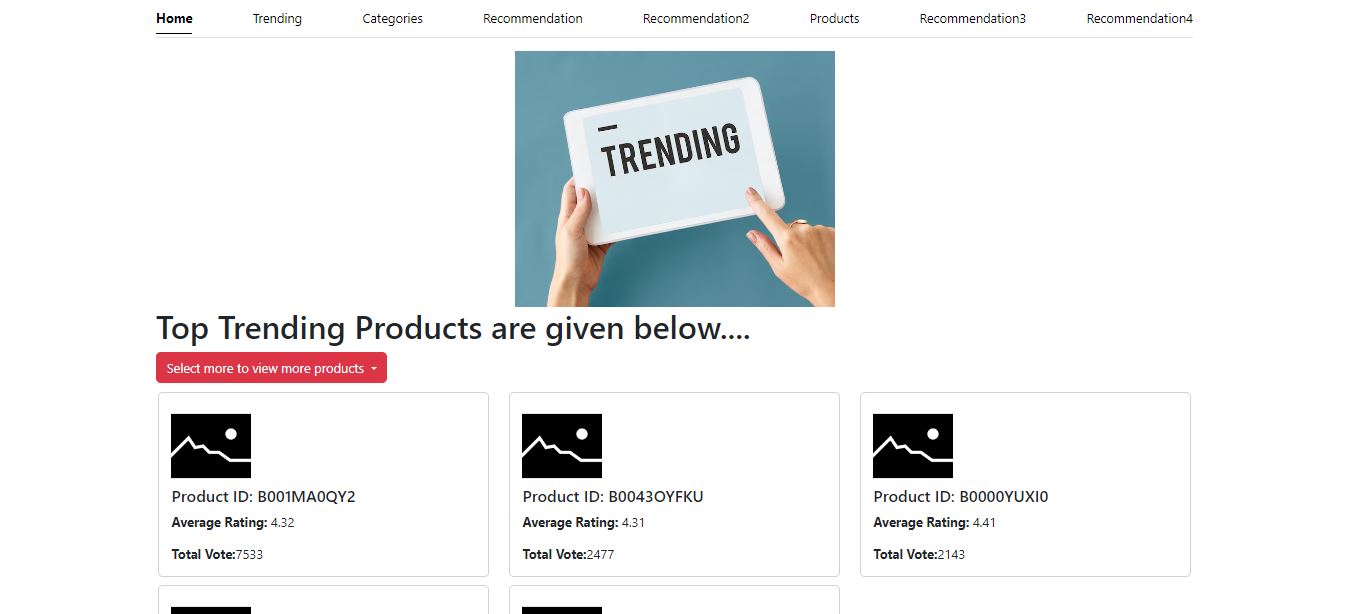 Home Trending Categories Recommendation Recommendation2 Products Recommendation3 Recommendation4
TRENDING
Top Trending Products are given below....
Select more to view more products
Product ID: B001MA0QY2 Product ID: B0043OYFKU Product ID: B0000YUXI0
Average Rating: 4.32 Average Rating: 4.31 Average Rating: 4.41
Total Vote:7533 Total Vote:2477 Total Vote:2143